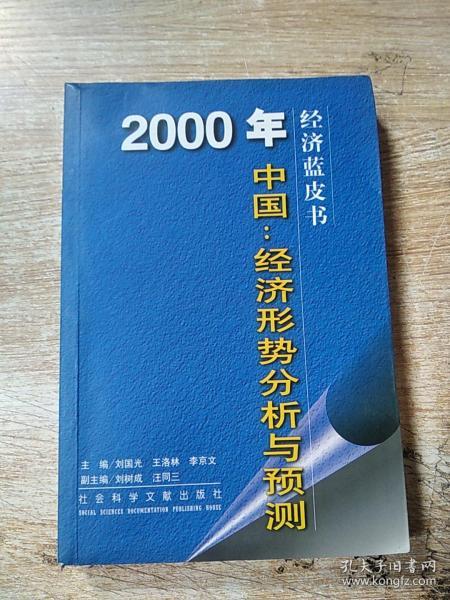 经济蓝皮书
2000年
中国：经济形势分析与预测
主 编/刘国光 王洛林 李京文
副主编/刘树成 汪同三
社会科学文献出版社
SOCIAL SCIENCES DOCUMENTATION PUBLISHING HOUSE
孔夫子旧书网
www.kongfz.com